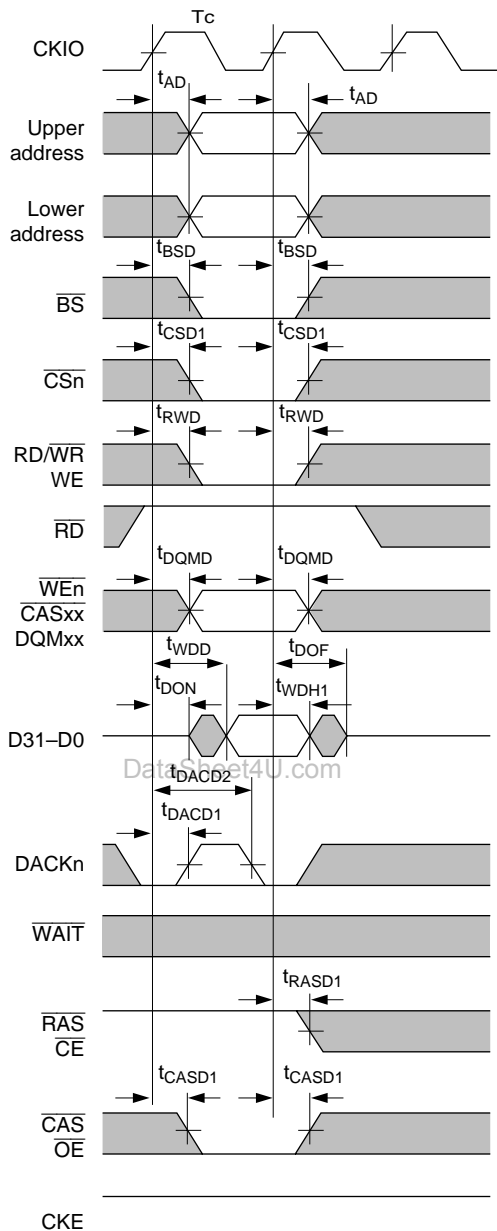 Tc
CKIO
tAD
tAD
Upper
address
Lower
address
tBSD
tBSD
BS
tCSD1
tCSD1
CSn
tRWD
tRWD
RD/WR
WE
RD
tDQMD
tDQMD
WEn
CASxx
DQMxx
tWDD
tDOF
tDON
tWDH1
D31–D0
DataSheet4U.com
tDACD2
tDACD1
DACKn
WAIT
tRASD1
RAS
CE
tCASD1
tCASD1
CAS
OE
CKE